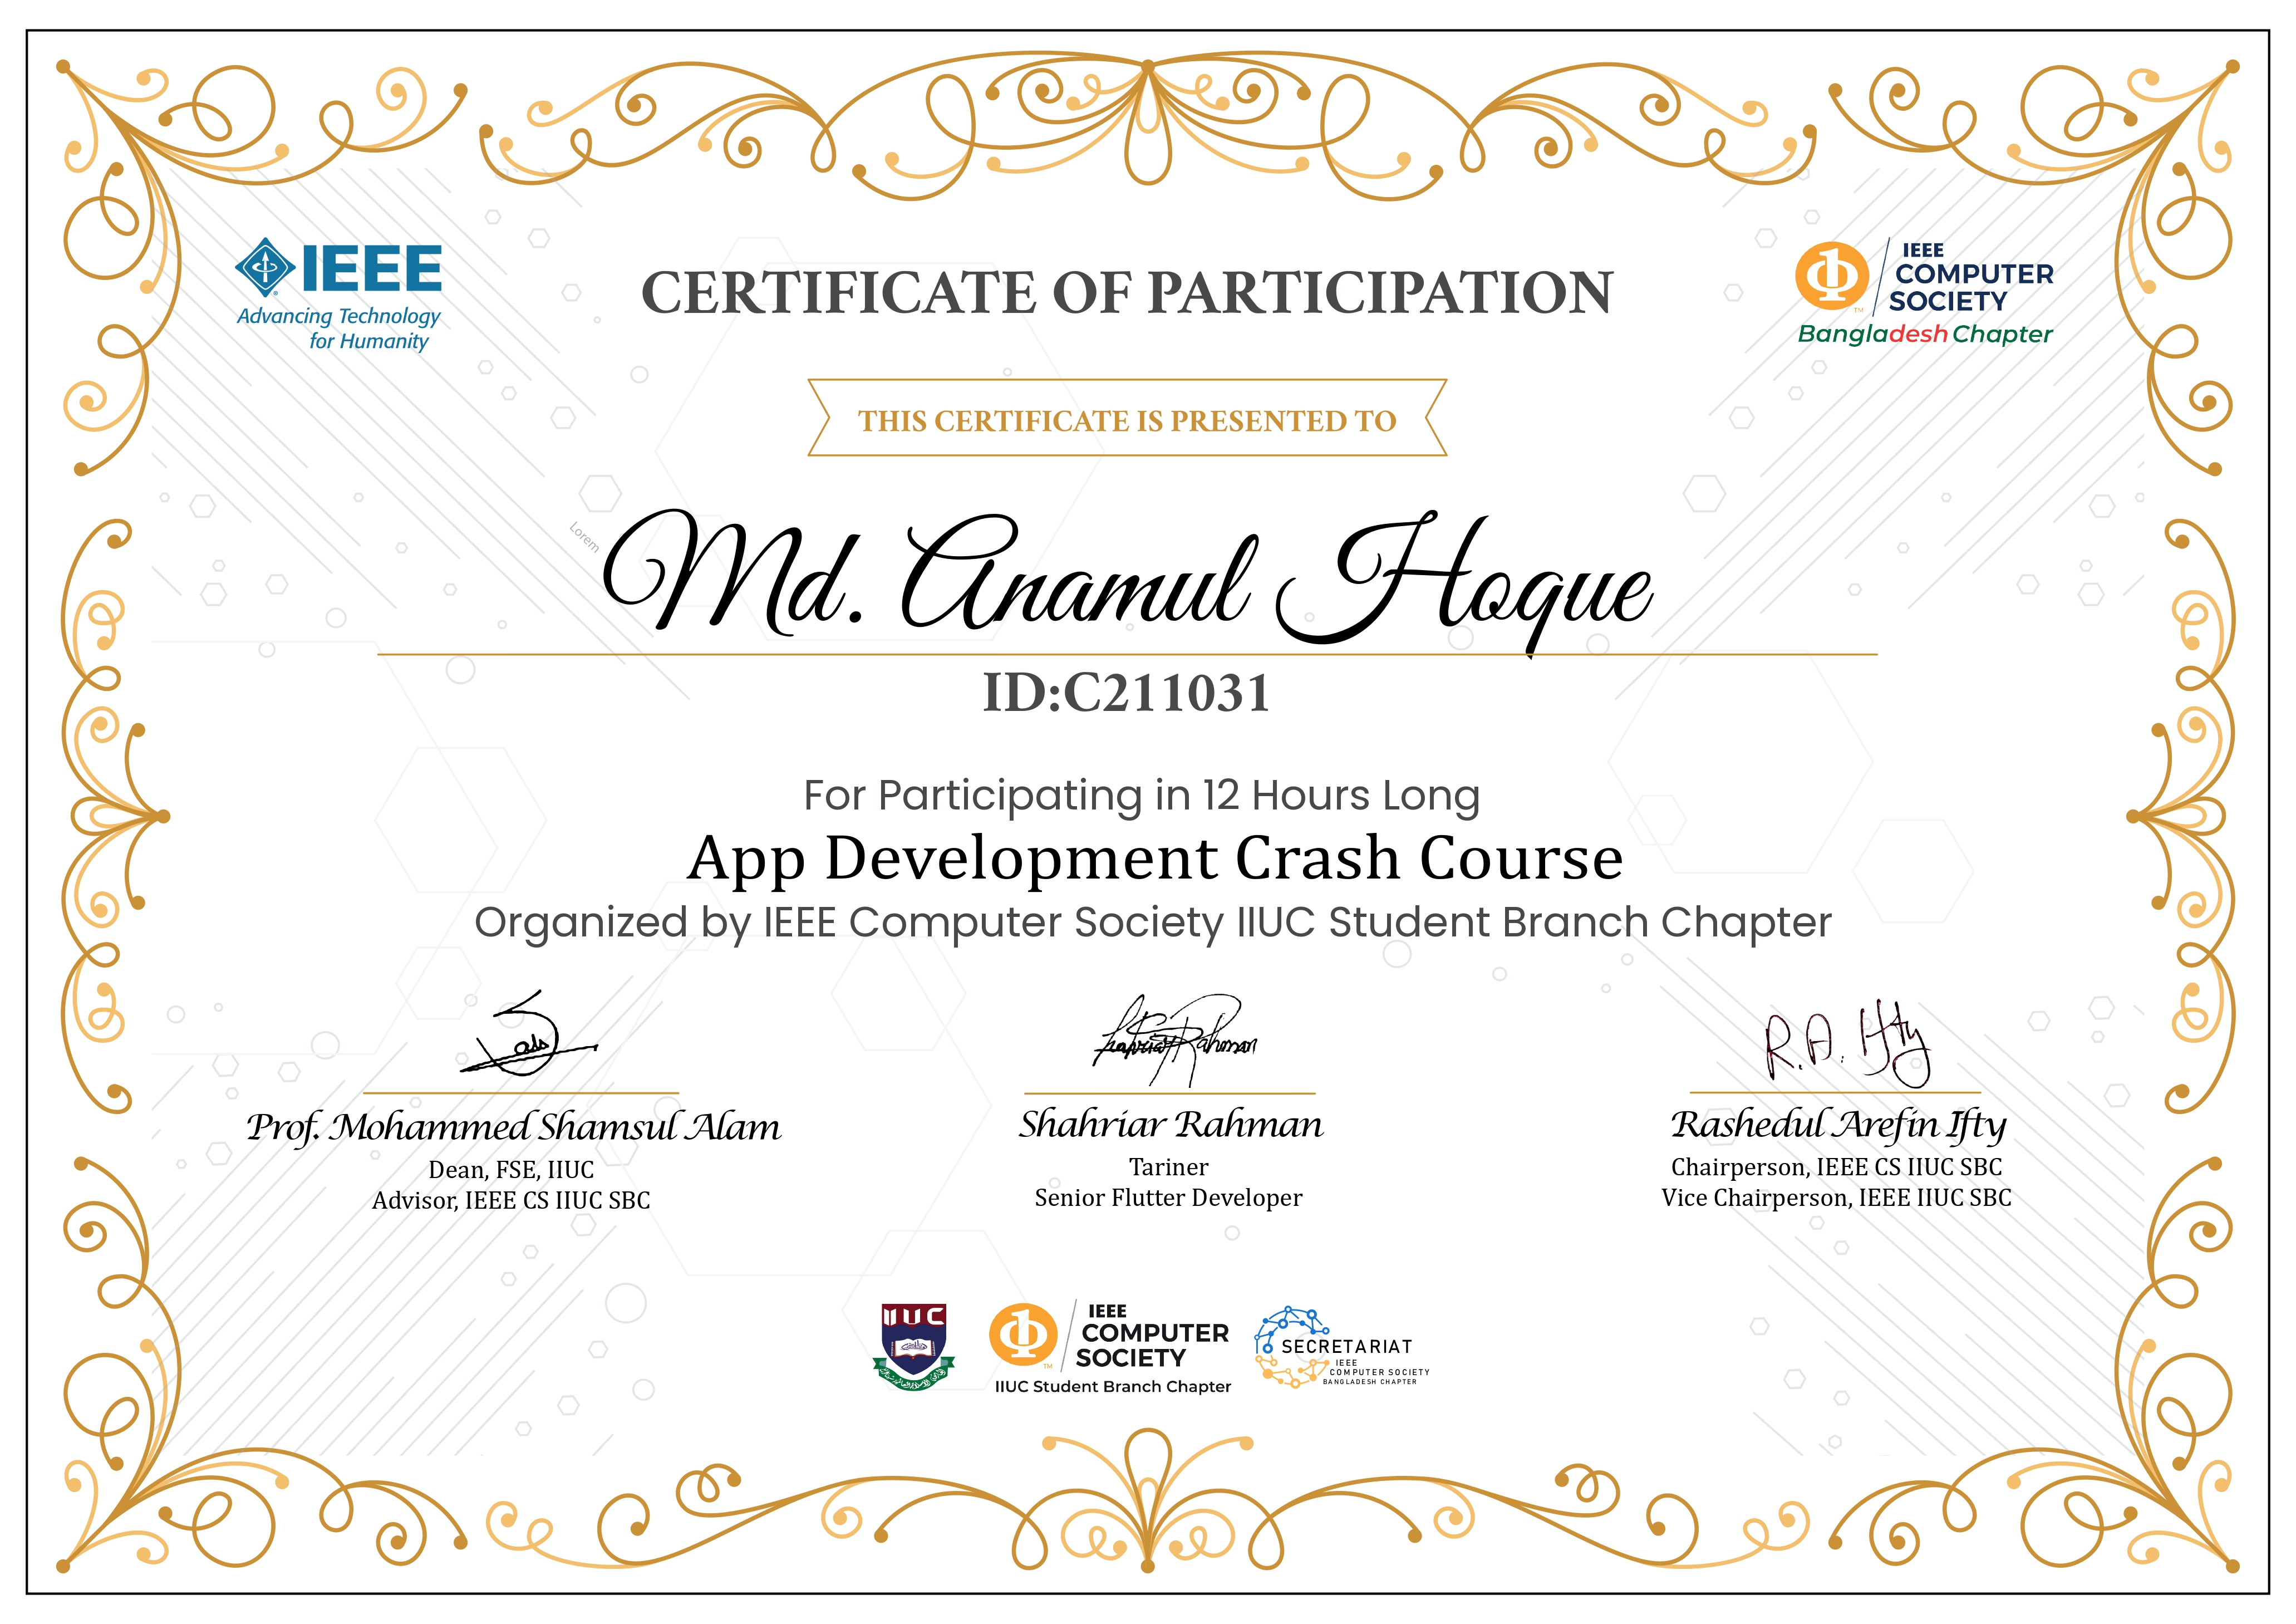 IEEE
Advancing Technology
for Humanity
CERTIFICATE OF PARTICIPATION
IEEE
COMPUTER
SOCIETY
TM
Bangladesh Chapter
THIS CERTIFICATE IS PRESENTED TO
Lorem
Md. Anamul Hoque
ID:C211031
For Participating in 12 Hours Long
App Development Crash Course
Organized by IEEE Computer Society IIUC Student Branch Chapter
Shahriar Rahman
R.A. Ifty
Prof. Mohammed Shamsul Alam
Dean, FSE, IIUC
Advisor, IEEE CS IIUC SBC
Shahriar Rahman
Tariner
Senior Flutter Developer
Rashedul Arefin Ifty
Chairperson, IEEE CS IIUC SBC
Vice Chairperson, IEEE IIUC SBC
IIUC
IEEE
COMPUTER
SOCIETY
TM
IIUC Student Branch Chapter
SECRETARIAT
IEEE
COMPUTER SOCIETY
BANGLADESH CHAPTER